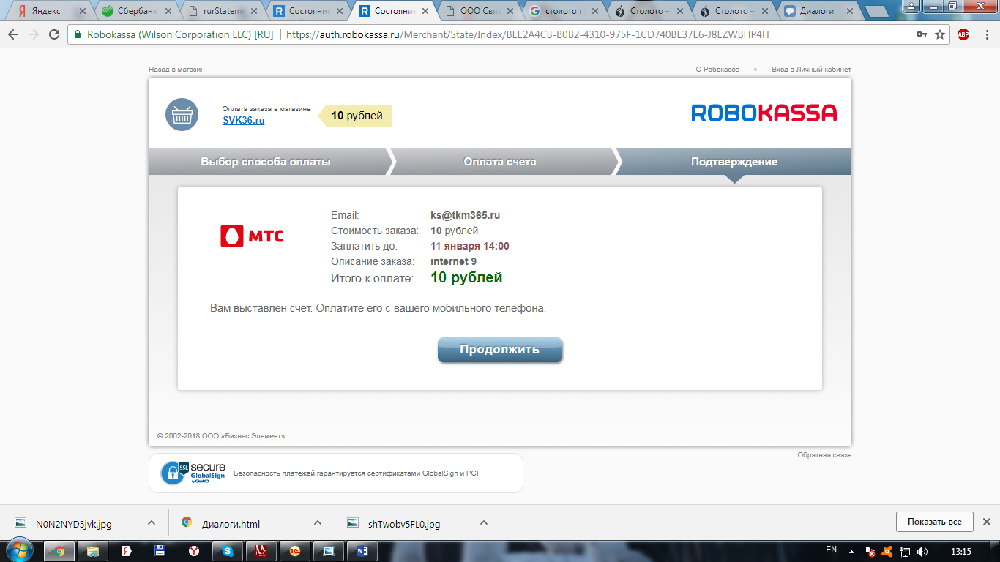 Яндекс
Сбербанк
rurStateme
Состояние
Состояние
ООО Связ
столото п
Столото –
Столото –
Диалоги
Robokassa (Wilson Corporation LLC) [RU]
https://auth.robokassa.ru/Merchant/State/Index/BEE2A4CB-B0B2-4310-975F-1CD740BE37E6-J8EZWBHP4H
ABP
Назад в магазин
О Робокассе
Вход в Личный кабинет
Оплата заказа в магазине
SVK36.ru
10 рублей
ROBOKASSA
Выбор способа оплаты
Оплата счета
Подтверждение
МТС
Email: ks@tkm365.ru
Стоимость заказа: 10 рублей
Заплатить до: 11 января 14:00
Описание заказа: internet 9
Итого к оплате: 10 рублей
Вам выставлен счет. Оплатите его с вашего мобильного телефона.
Продолжить
© 2002-2018 ООО «Бизнес Элемент»
Обратная связь
SSL
secure
GlobalSign
by GMO
Безопасность платежей гарантируется сертификатами GlobalSign и PCI
N0N2NYD5jvk.jpg
Диалоги.html
shTwobv5FL0.jpg
Показать все
EN
13:15